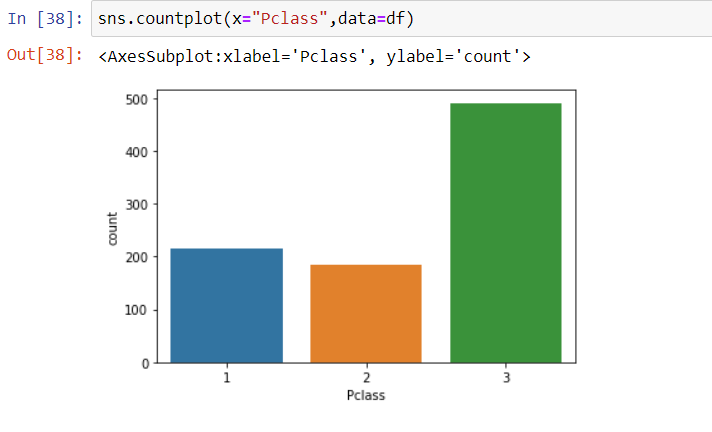 In [38]: sns.countplot(x="Pclass",data=df)
Out[38]: <AxesSubplot:xlabel='Pclass', ylabel='count'>
500
400
300
200
100
0
count
1 2 3
Pclass